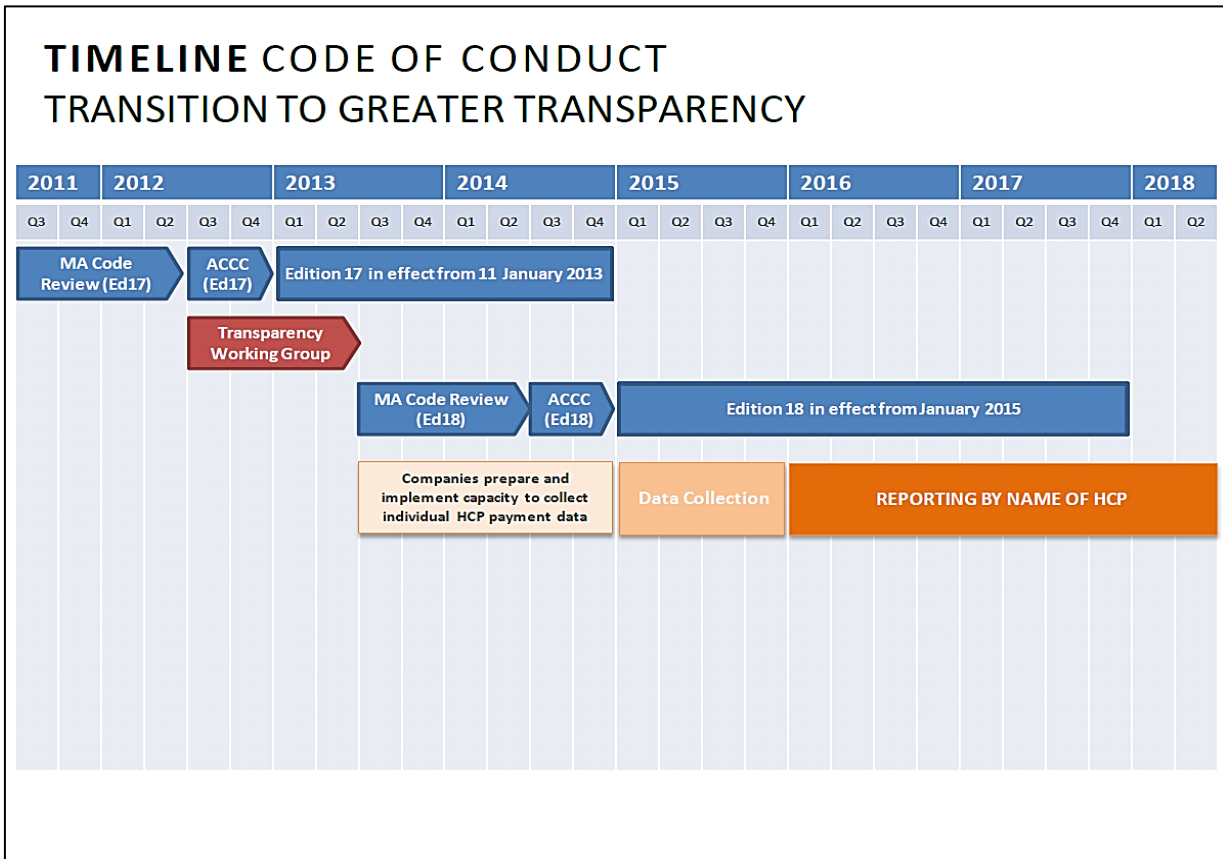 TIMELINE CODE OF CONDUCT
TRANSITION TO GREATER TRANSPARENCY
2011 2012 2013 2014 2015 2016 2017 2018
Q3 Q4 Q1 Q2 Q3 Q4 Q1 Q2 Q3 Q4 Q1 Q2 Q3 Q4 Q1 Q2 Q3 Q4 Q1 Q2 Q3 Q4 Q1 Q2 Q3 Q4 Q1 Q2
MA Code
Review (Ed17)
ACCC
(Ed17)
Edition 17 in effect from 11 January 2013
Transparency
Working Group
MA Code Review
(Ed18)
ACCC
(Ed18)
Edition 18 in effect from January 2015
Companies prepare and
implement capacity to collect
individual HCP payment data
Data Collection
REPORTING BY NAME OF HCP